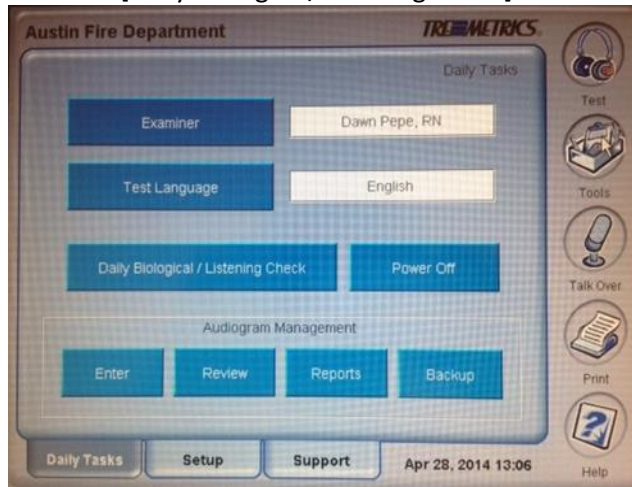 Austin Fire Department
TREMETRICS
Daily Tasks
Examiner
Dawn Pepe, RN
Test Language
English
Daily Biological / Listening Check
Power Off
Audiogram Management
Enter
Review
Reports
Backup
Daily Tasks
Setup
Support
Apr 28, 2014 13:06
Test
Tools
Talk Over
Print
Help